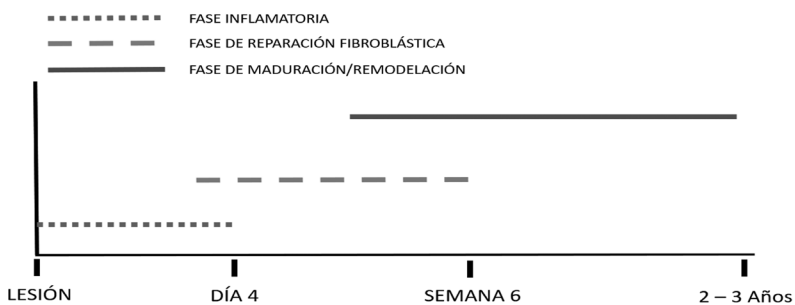 FASE INFLAMATORIA
FASE DE REPARACIÓN FIBROBLÁSTICA
FASE DE MADURACIÓN/REMODELACIÓN
LESIÓN
DÍA 4
SEMANA 6
2 – 3 Años